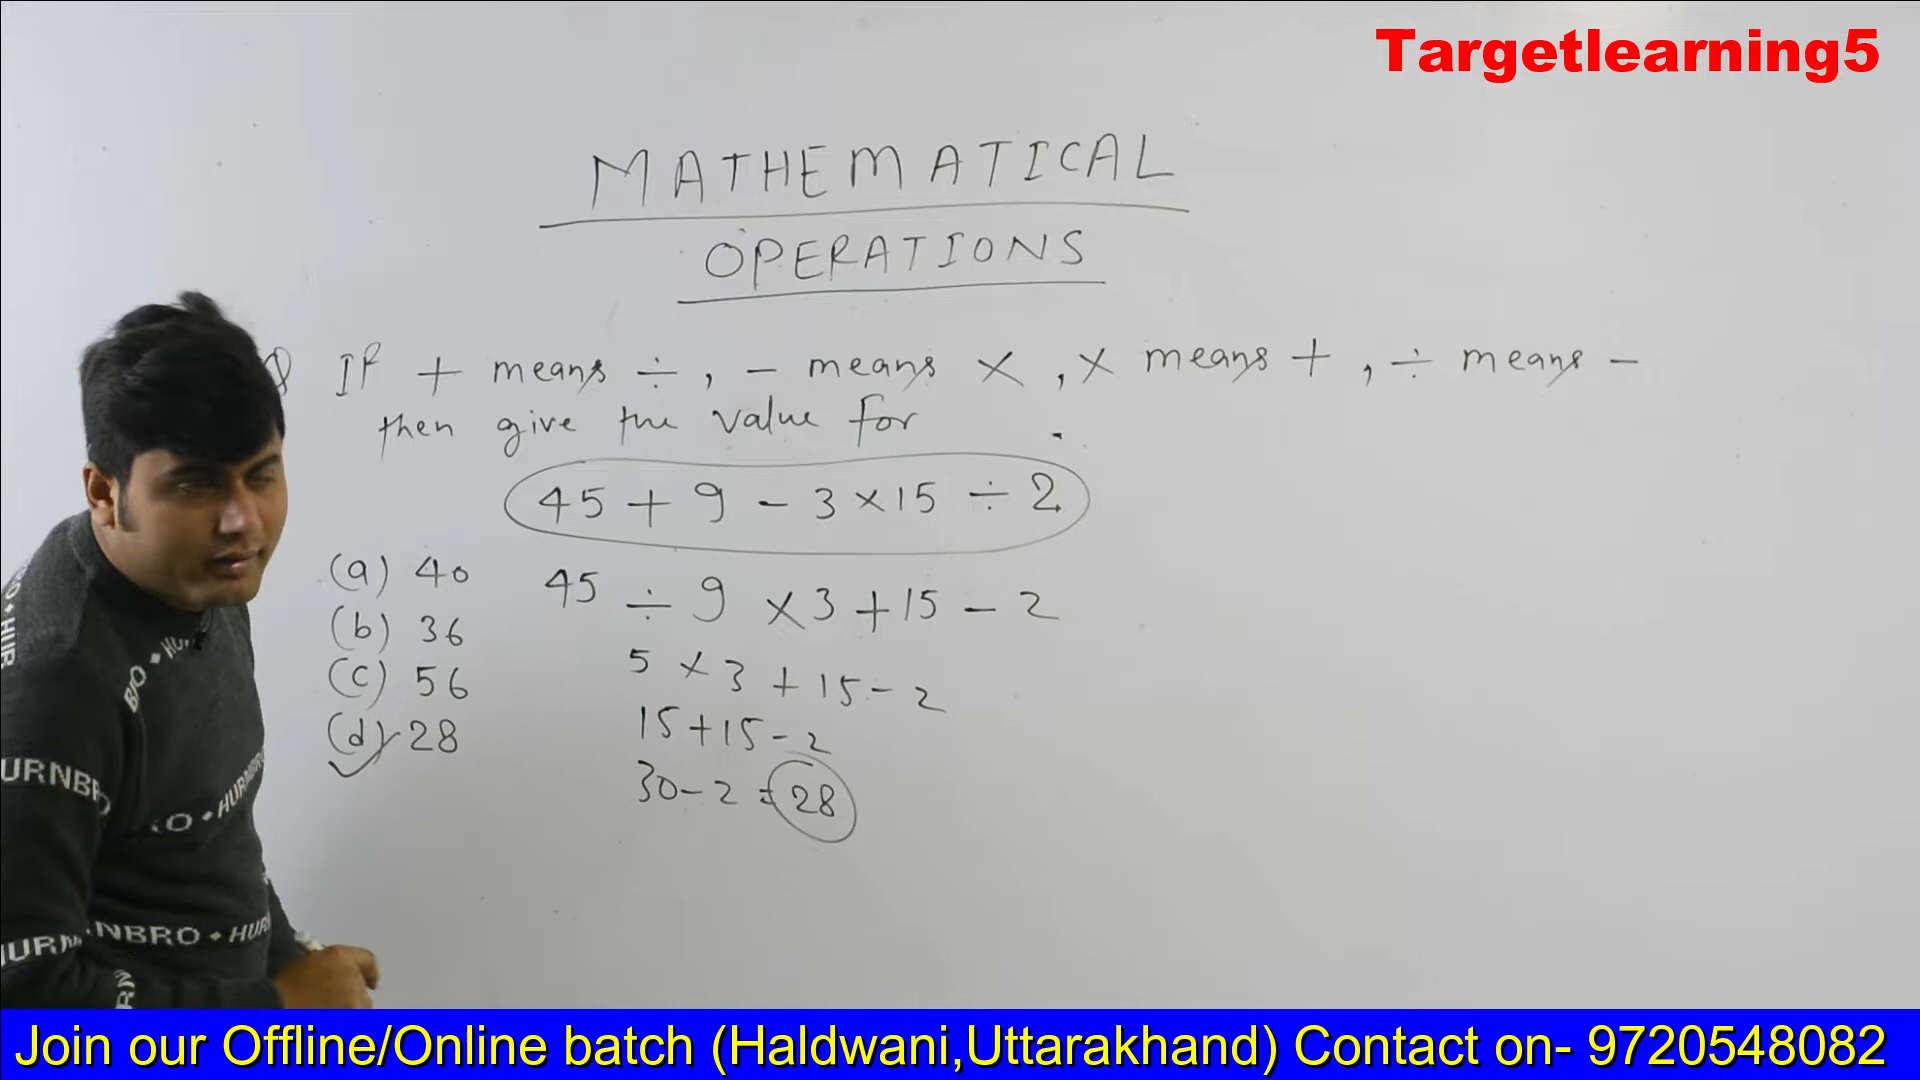 Targetlearning5
MATHEMATICAL
OPERATIONS
Q If + means ÷, - means ×, × means +, ÷ means -
then give the value for
45 + 9 - 3 × 15 ÷ 2
(a) 40
(b) 36
(c) 56
(d) 28
45 ÷ 9 × 3 + 15 - 2
5 × 3 + 15 - 2
15 + 15 - 2
30 - 2 = 28
Join our Offline/Online batch (Haldwani,Uttarakhand) Contact on- 9720548082